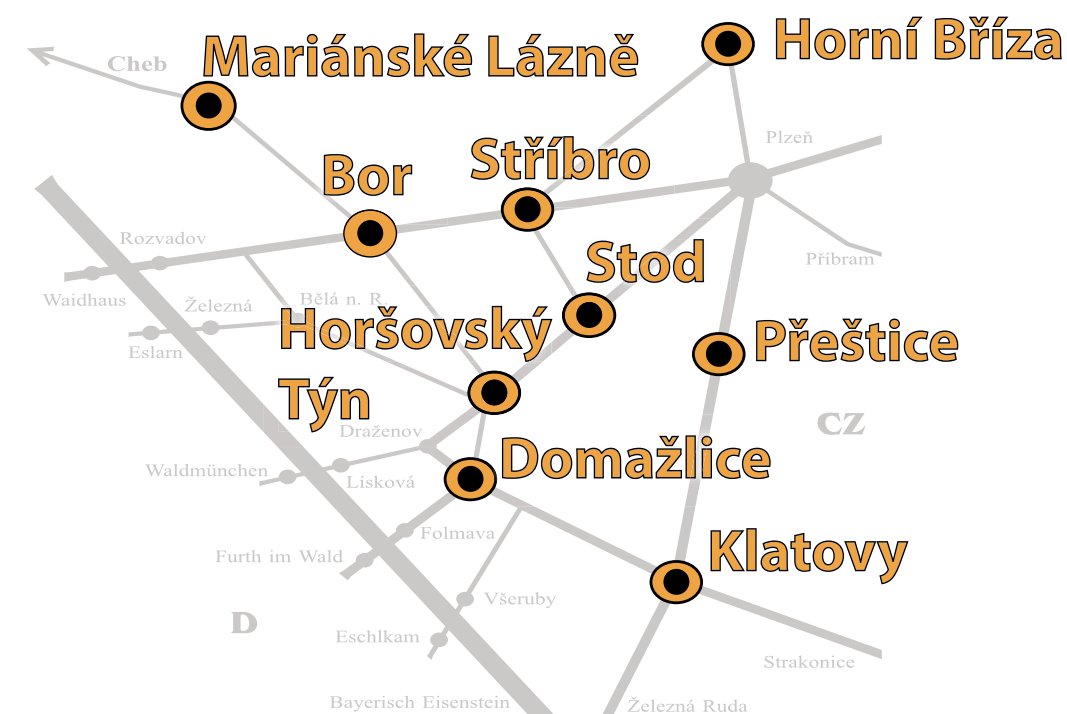 Horní Bříza
Mariánské Lázně
Cheb
Plzeň
Stříbro
Bor
Rozvadov
Stod
Příbram
Waidhaus
Železná
Bělá n. R.
Horšovský
Týn
Eslarn
Přeštice
CZ
Draženov
Domažlice
Waldmünchen
Lísková
Folmava
Furth im Wald
Klatovy
Všeruby
D
Eschlkam
Strakonice
Bayerisch Eisenstein
Železná Ruda